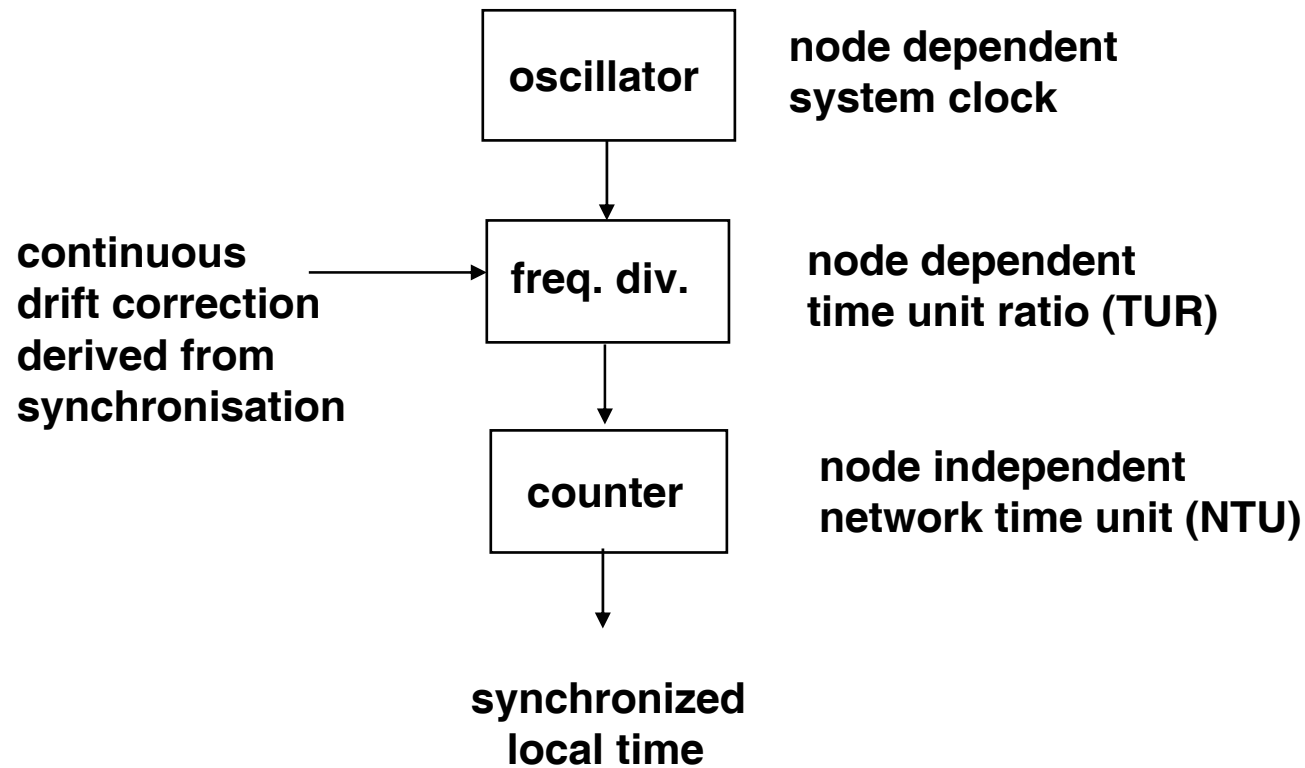 oscillator
node dependent
system clock
continuous
drift correction
derived from
synchronisation
freq. div.
node dependent
time unit ratio (TUR)
counter
node independent
network time unit (NTU)
synchronized
local time